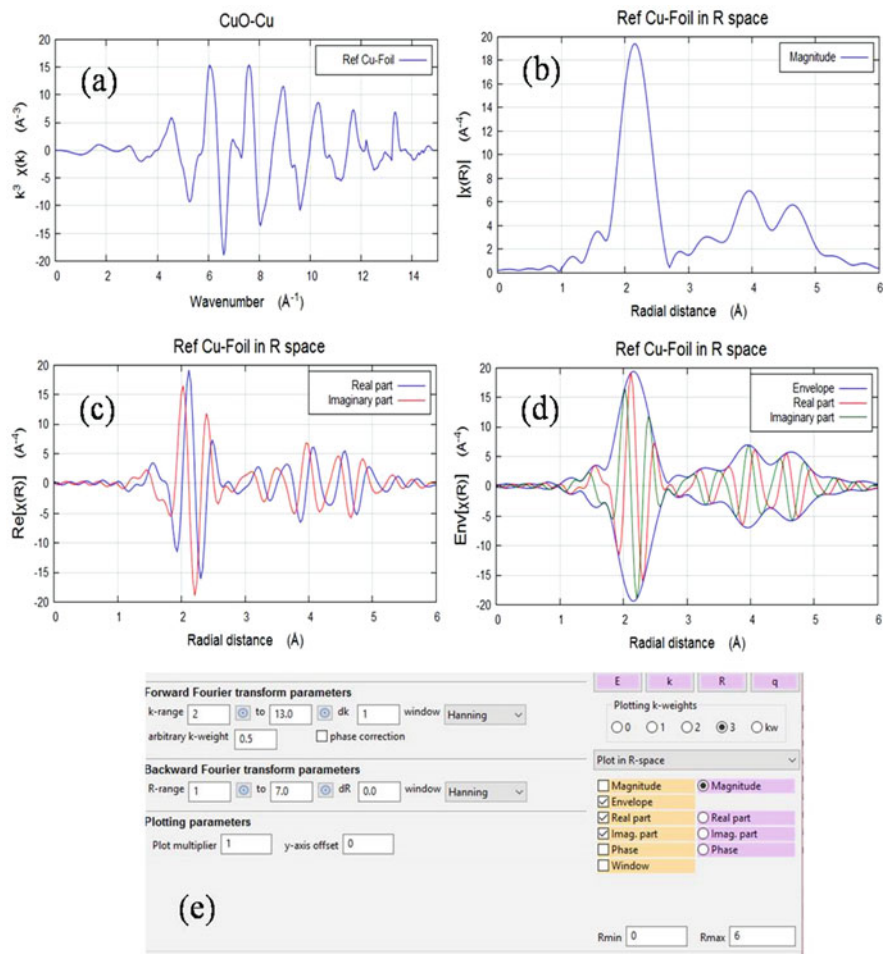 CuO-Cu
(a)
Ref Cu-Foil
20
15
10
5
0
-5
-10
-15
-20
k³ χ(k) (A⁻³)
0 2 4 6 8 10 12 14
Wavenumber (Å⁻¹)
Ref Cu-Foil in R space
(b)
Magnitude
20
18
16
14
12
10
8
6
4
2
0
|χ(R)| (A⁻⁴)
0 1 2 3 4 5 6
Radial distance (Å)
Ref Cu-Foil in R space
(c)
Real part
Imaginary part
20
15
10
5
0
-5
-10
-15
-20
Re[χ(R)] (A⁻⁴)
0 1 2 3 4 5 6
Radial distance (Å)
Ref Cu-Foil in R space
(d)
Envelope
Real part
Imaginary part
20
15
10
5
0
-5
-10
-15
-20
Env[χ(R)] (A⁻⁴)
0 1 2 3 4 5 6
Radial distance (Å)
Forward Fourier transform parameters
k-range 2 to 13.0 dk 1 window Hanning
arbitrary k-weight 0.5 phase correction
Backward Fourier transform parameters
R-range 1 to 7.0 dR 0.0 window Hanning
Plotting parameters
Plot multiplier 1 y-axis offset 0
(e)
E k R q
Plotting k-weights
0 1 2 3 kw
Plot in R-space
Magnitude Magnitude
Envelope
Real part Real part
Imag. part Imag. part
Phase Phase
Window
Rmin 0 Rmax 6